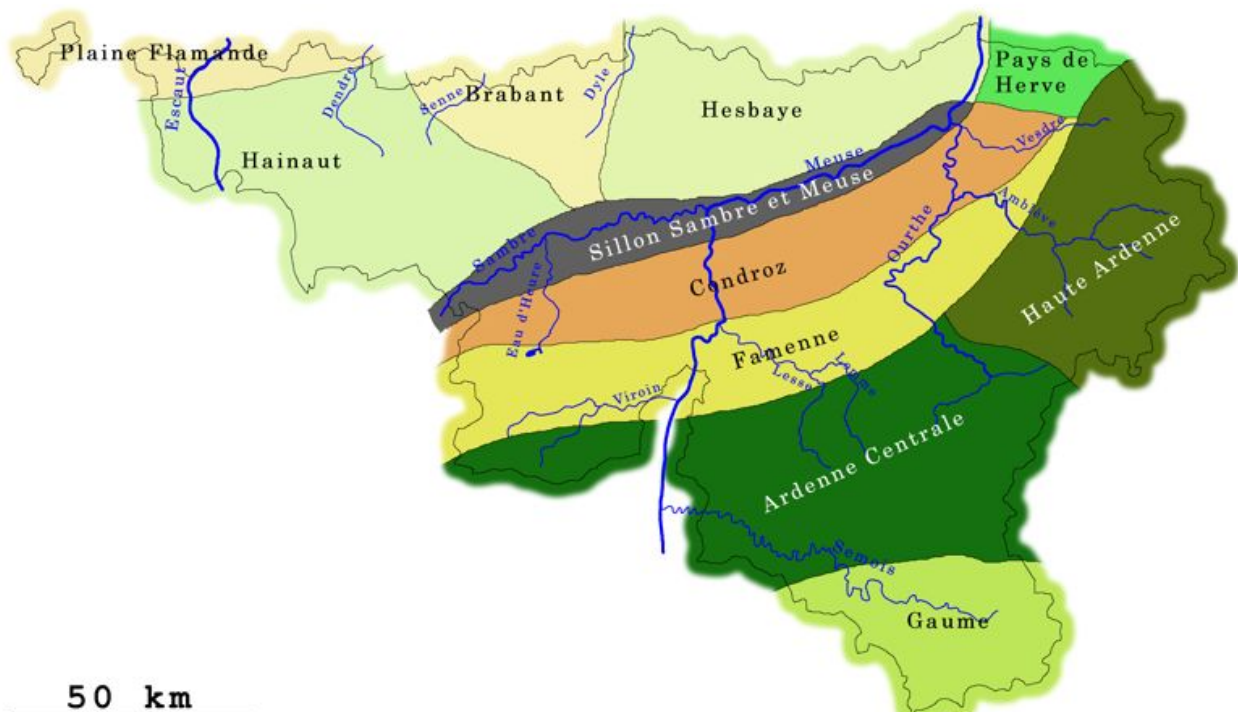 Plaine Flamande
Escaut
Dendre
Senne
Brabant
Dyle
Hesbaye
Pays de
Herve
Hainaut
Meuse
Vesdre
Sillon Sambre et Meuse
Sambre
Eau d'Heure
Condroz
Ourthe
Amblève
Haute Ardenne
Famenne
Lesse
Lomme
Viroin
Ardenne Centrale
Semois
Gaume
50 km